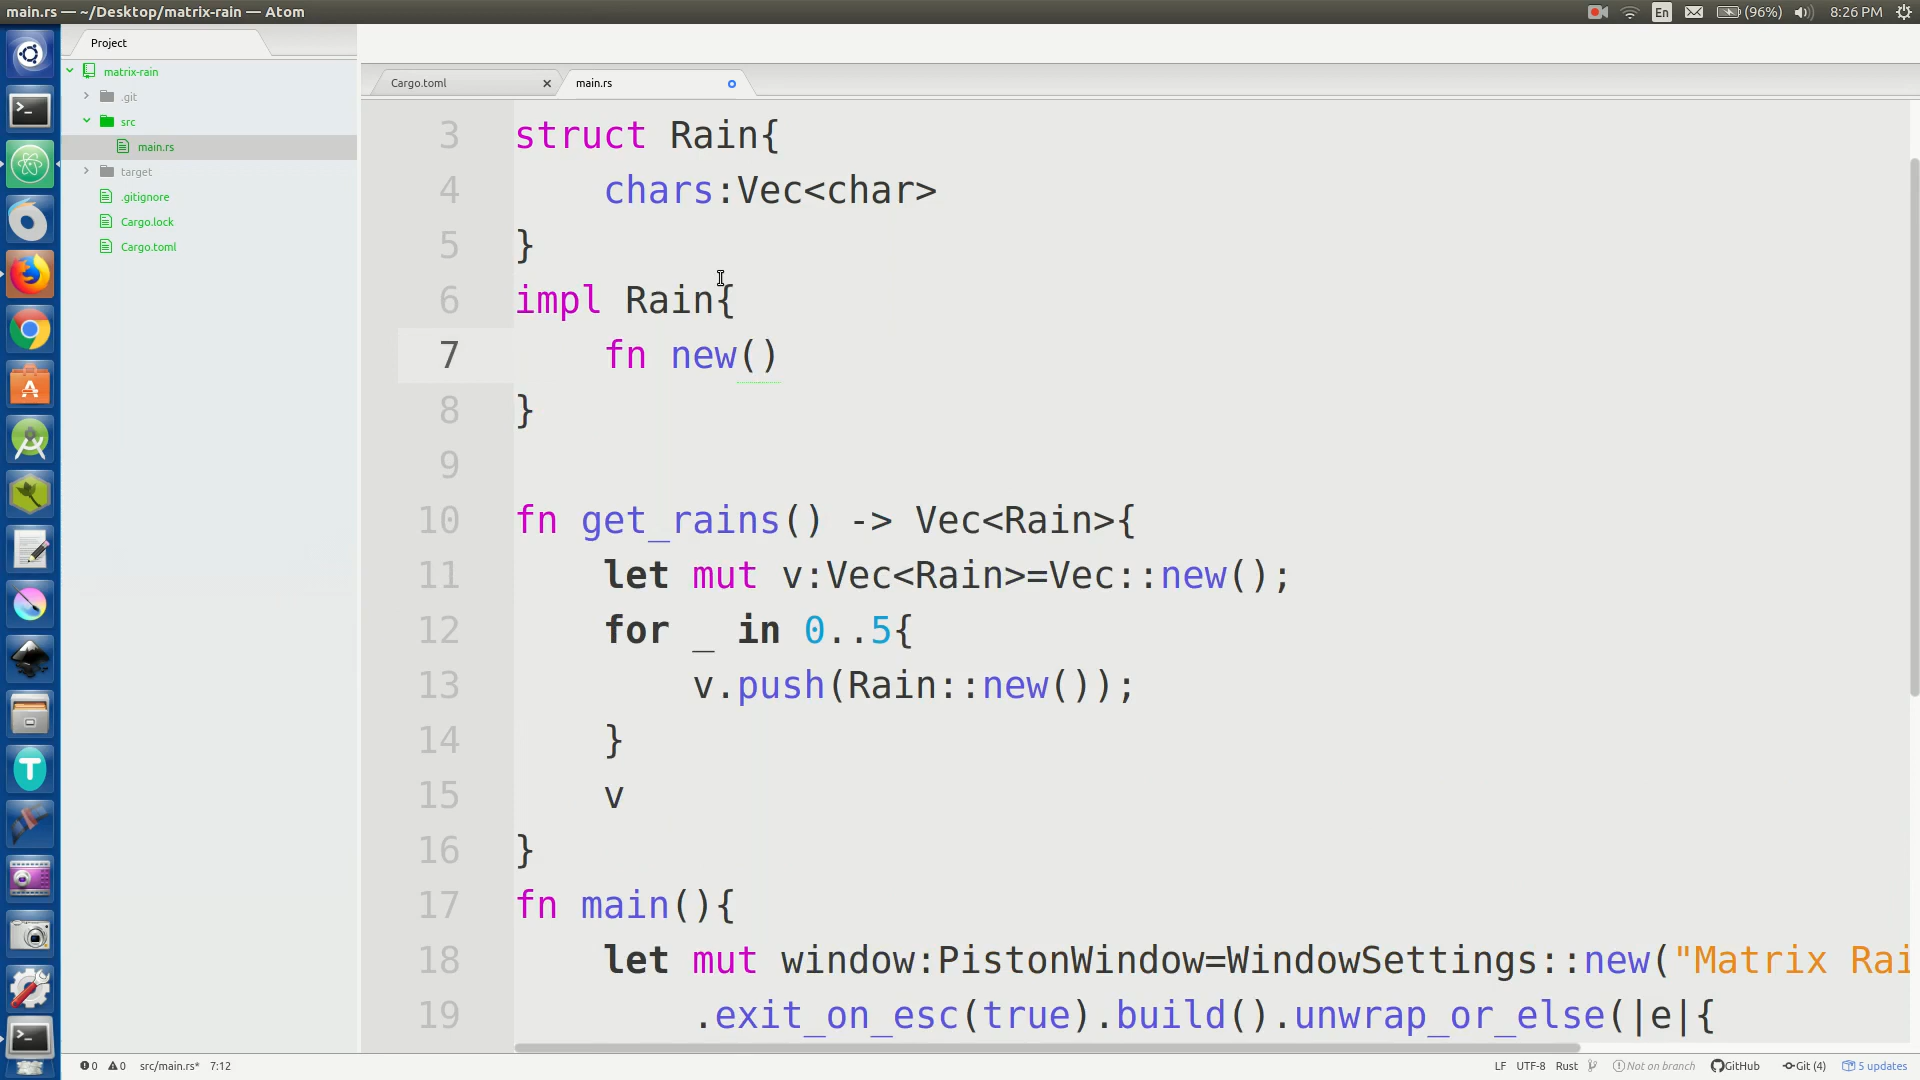 main.rs — ~/Desktop/matrix-rain — Atom
En
(96%)
8:26 PM
Project
matrix-rain
.git
src
main.rs
target
.gitignore
Cargo.lock
Cargo.toml
Cargo.toml
main.rs
3 struct Rain{
4 chars:Vec<char>
5 }
6 impl Rain{
7 fn new()
8 }
9
10 fn get_rains() -> Vec<Rain>{
11 let mut v:Vec<Rain>=Vec::new();
12 for _ in 0..5{
13 v.push(Rain::new());
14 }
15 v
16 }
17 fn main(){
18 let mut window:PistonWindow=WindowSettings::new("Matrix Rai
19 .exit_on_esc(true).build().unwrap_or_else(|e|{
0 0 src/main.rs* 7:12
LF UTF-8 Rust Not on branch GitHub Git (4) 5 updates